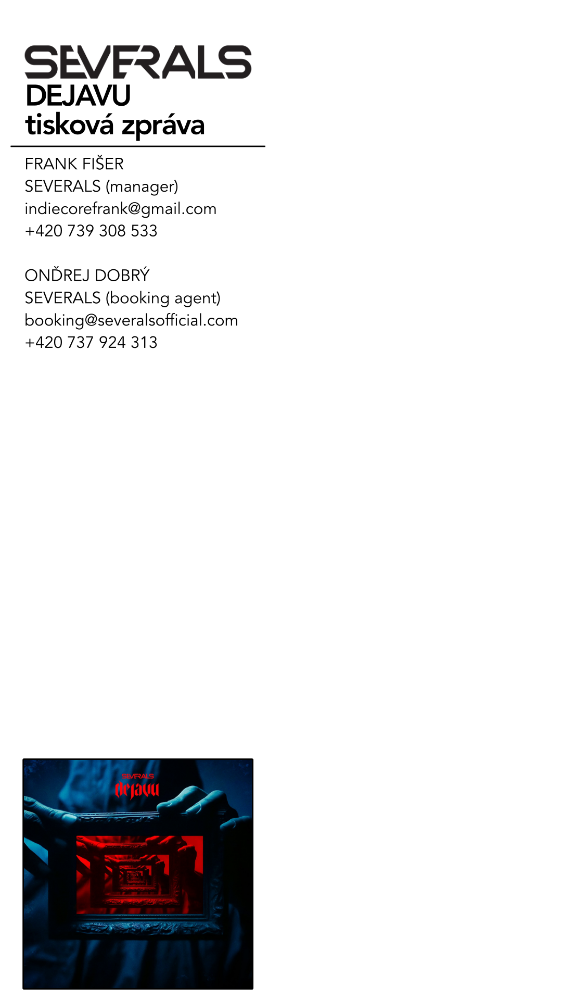 SEVERALS
DEJAVU
tisková zpráva
FRANK FIŠER
SEVERALS (manager)
indiecorefrank@gmail.com
+420 739 308 533
ONĎREJ DOBRÝ
SEVERALS (booking agent)
booking@severalsofficial.com
+420 737 924 313
SEVERALS
dejavu